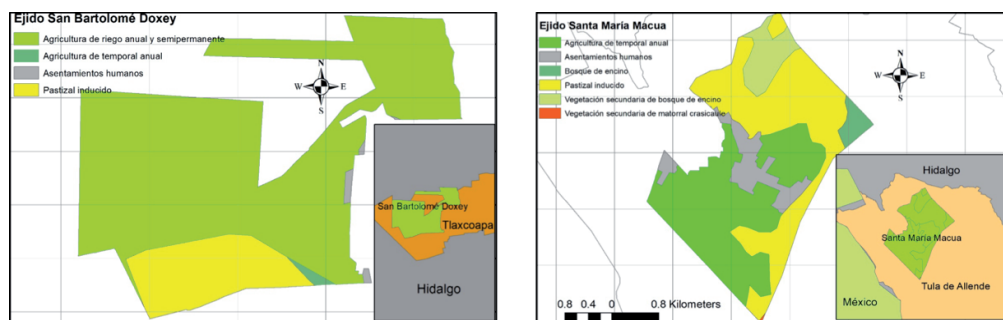 Ejido San Bartolomé Doxey
Agricultura de riego anual y semipermanente
Agricultura de temporal anual
Asentamientos humanos
Pastizal inducido
N
W
E
S
San Bartolomé Doxey
Tlaxcoapa
Hidalgo
Ejido Santa María Macua
Agricultura de temporal anual
Asentamientos humanos
Bosque de encino
Pastizal inducido
Vegetación secundaria de bosque de encino
Vegetación secundaria de matorral crasicaule
N
W
E
S
Hidalgo
Santa María Macua
México
Tula de Allende
0.8 0.4 0 0.8 Kilometers